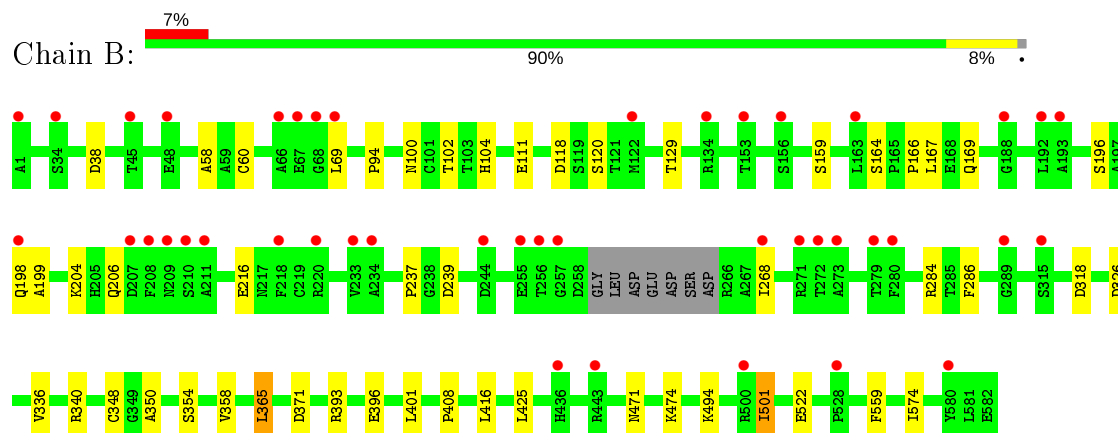 7%
Chain B:
90% 8% •
A1 S34 D38 T45 E48 A58 A59 C60 A66 E67 G68 L69 P94 N100 C101 T102 T103 H104 E111 D118 S119 S120 T121 M122 T129 R134 T153 S156 S159 L163 S164 P165 P166 L167 E168 Q169 G188 L192 A193 S196 A197
Q198 A199 K204 H205 Q206 D207 F208 N209 S210 A211 E216 N217 F218 C219 R220 V233 A234 P237 G238 D239 D244 E255 T256 G257 D258 GLY LEU ASP GLU ASP SER ASP R266 A267 I268 R271 T272 A273 T279 F280 R284 T285 F286 G289 S315 D318 D326
V336 R340 C348 G349 A350 S354 V358 L365 D371 R393 E396 L401 P408 L416 L425 H436 R443 N471 K474 K494 R500 I501 E522 P528 F559 I574 Y580 L581 E582